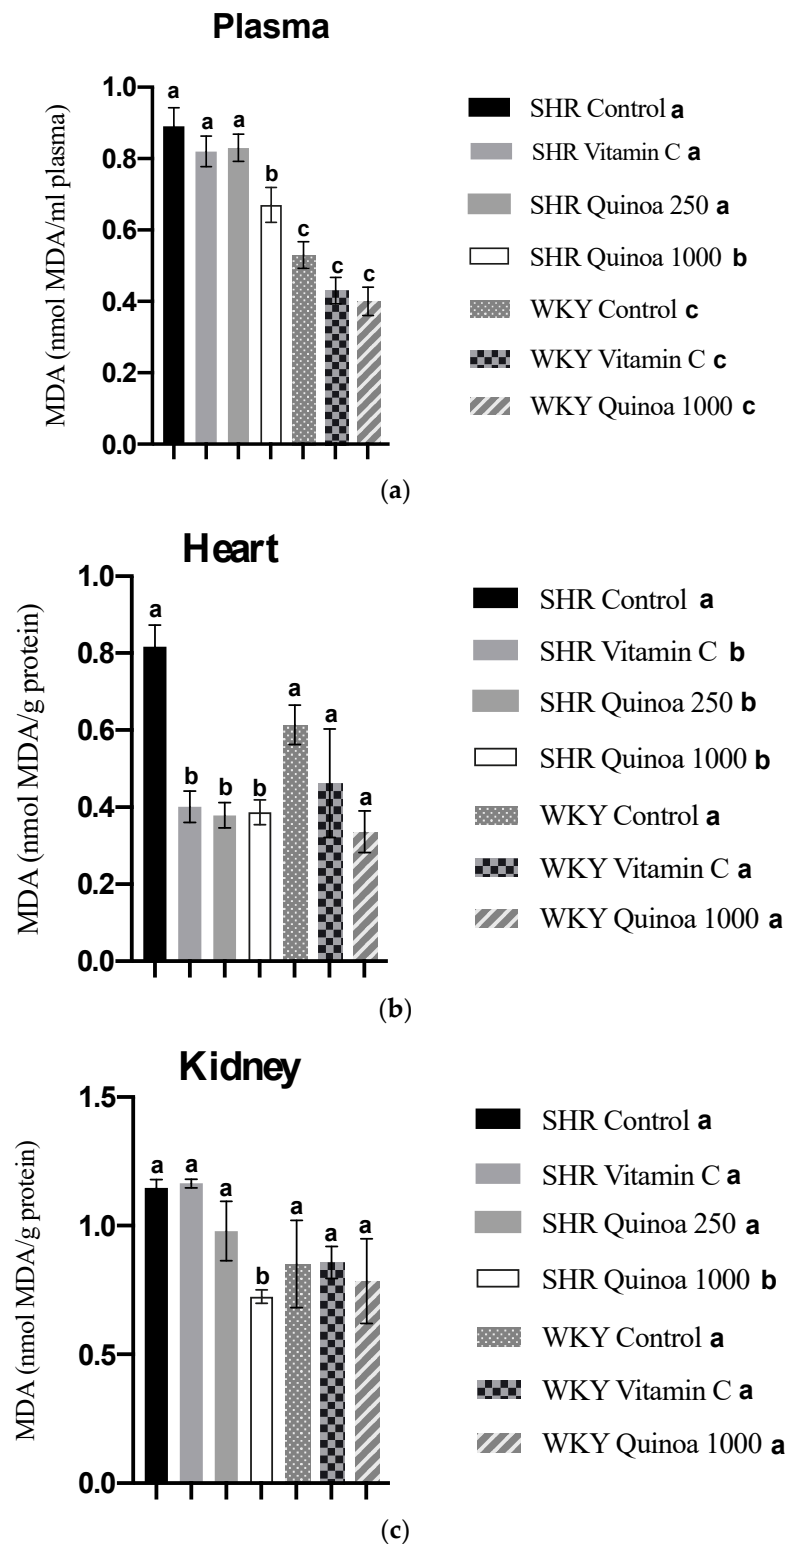 Plasma
MDA (nmol MDA/ml plasma)
1.0
0.8
0.6
0.4
0.2
0.0
a
a
a
b
c
c
c
SHR Control a
SHR Vitamin C a
SHR Quinoa 250 a
SHR Quinoa 1000 b
WKY Control c
WKY Vitamin C c
WKY Quinoa 1000 c
(a)
Heart
MDA (nmol MDA/g protein)
1.0
0.8
0.6
0.4
0.2
0.0
a
b
b
b
a
a
a
SHR Control a
SHR Vitamin C b
SHR Quinoa 250 b
SHR Quinoa 1000 b
WKY Control a
WKY Vitamin C a
WKY Quinoa 1000 a
(b)
Kidney
MDA (nmol MDA/g protein)
1.5
1.0
0.5
0.0
a
a
a
b
a
a
a
SHR Control a
SHR Vitamin C a
SHR Quinoa 250 a
SHR Quinoa 1000 b
WKY Control a
WKY Vitamin C a
WKY Quinoa 1000 a
(c)